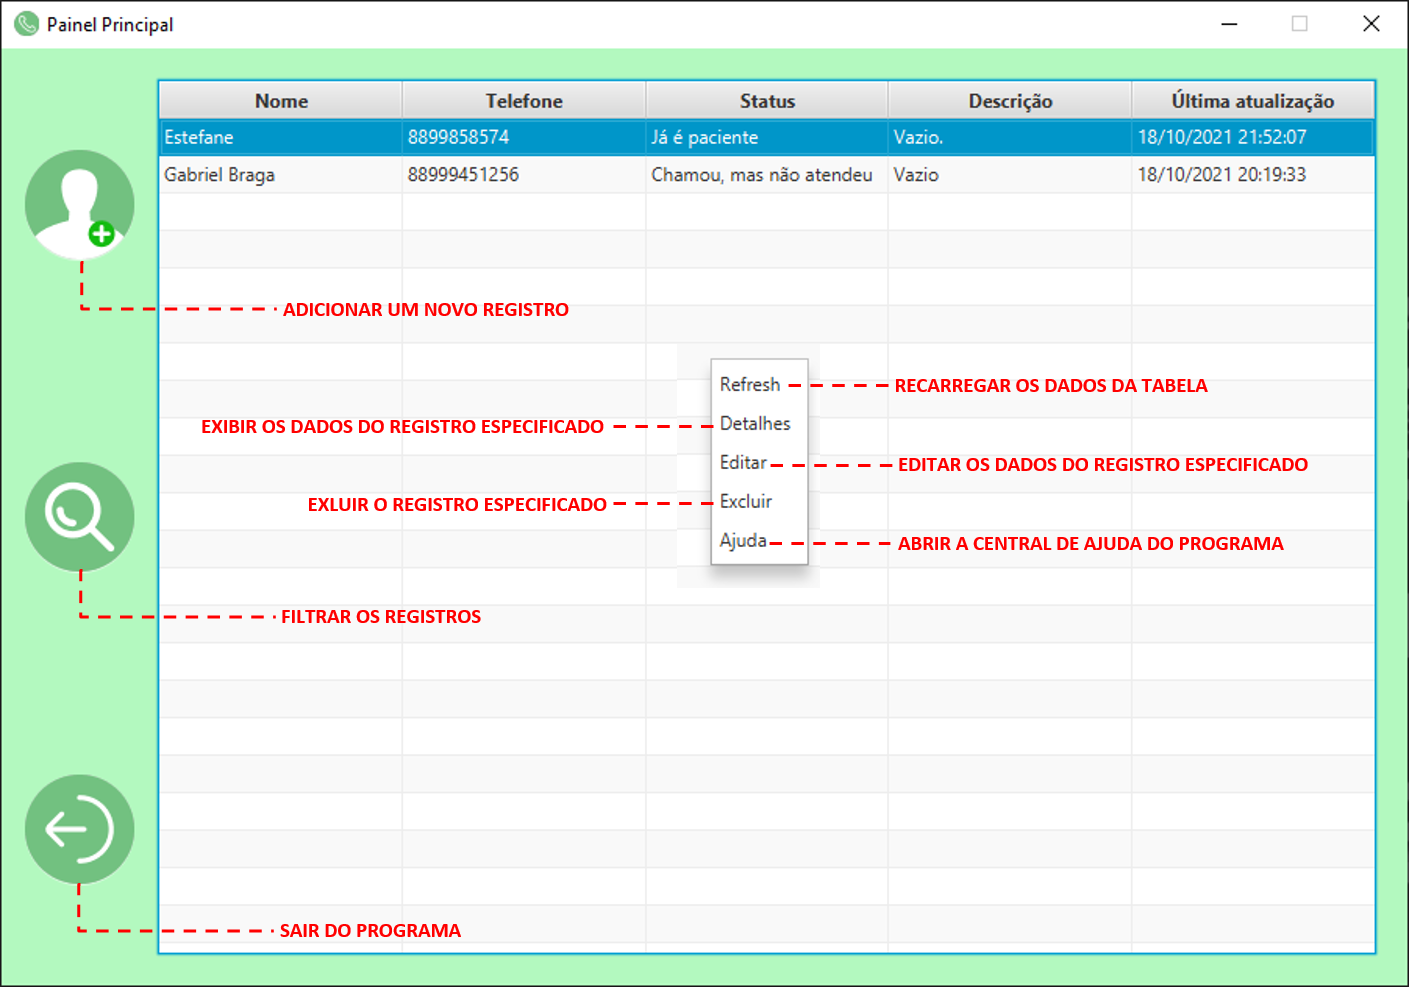 Painel Principal
Nome Telefone Status Descrição Última atualização
Estefane 8899858574 Já é paciente Vazio. 18/10/2021 21:52:07
Gabriel Braga 88999451256 Chamou, mas não atendeu Vazio 18/10/2021 20:19:33
ADICIONAR UM NOVO REGISTRO
Refresh RECARREGAR OS DADOS DA TABELA
EXIBIR OS DADOS DO REGISTRO ESPECIFICADO Detalhes
Editar EDITAR OS DADOS DO REGISTRO ESPECIFICADO
EXLUIR O REGISTRO ESPECIFICADO Excluir
Ajuda ABRIR A CENTRAL DE AJUDA DO PROGRAMA
FILTRAR OS REGISTROS
SAIR DO PROGRAMA